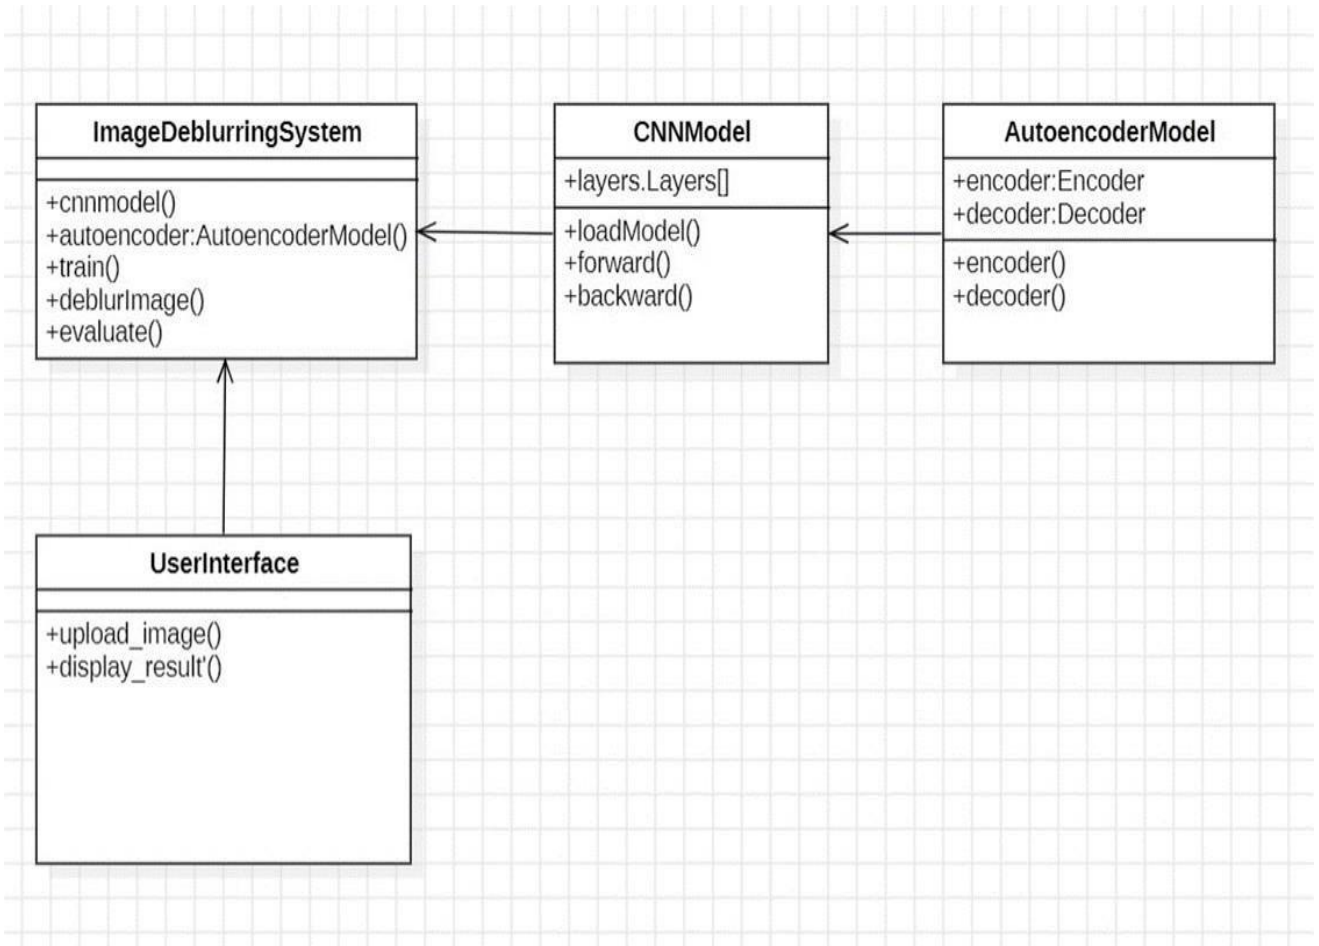 ImageDeblurringSystem
+cnnmodel()
+autoencoder:AutoencoderModel()
+train()
+deblurImage()
+evaluate()
CNNModel
+layers.Layers[]
+loadModel()
+forward()
+backward()
AutoencoderModel
+encoder:Encoder
+decoder:Decoder
+encoder()
+decoder()
UserInterface
+upload_image()
+display_result'()